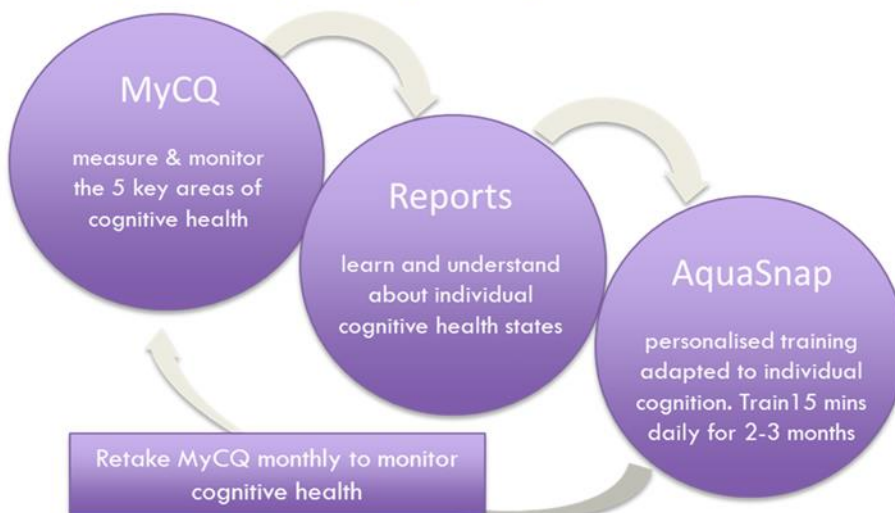 MyCQ
measure & monitor
the 5 key areas of
cognitive health
Reports
learn and understand
about individual
cognitive health states
AquaSnap
personalised training
adapted to individual
cognition. Train15 mins
daily for 2-3 months
Retake MyCQ monthly to monitor
cognitive health